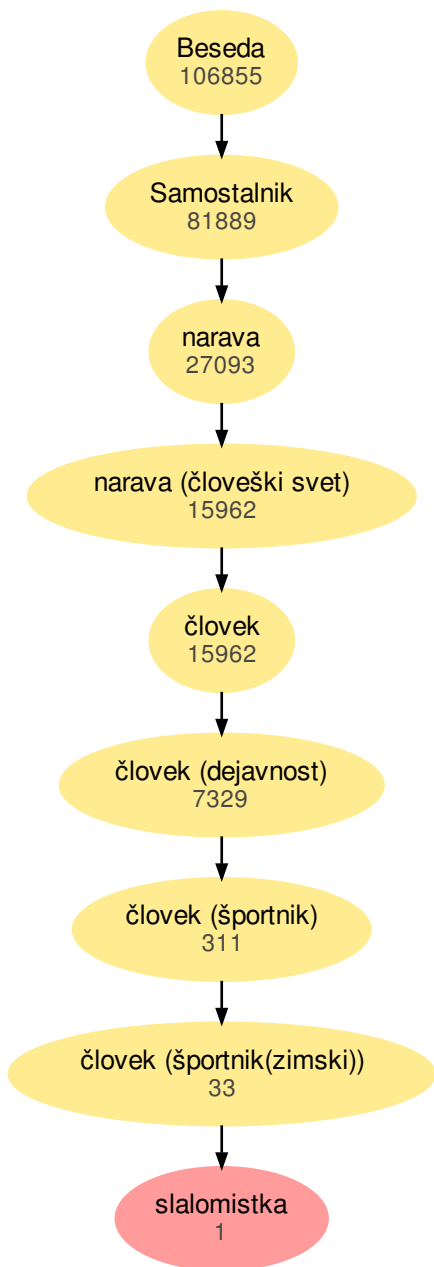 Beseda
106855
Samostalnik
81889
narava
27093
narava (človeški svet)
15962
človek
15962
človek (dejavnost)
7329
človek (športnik)
311
človek (športnik(zimski))
33
slalomistka
1